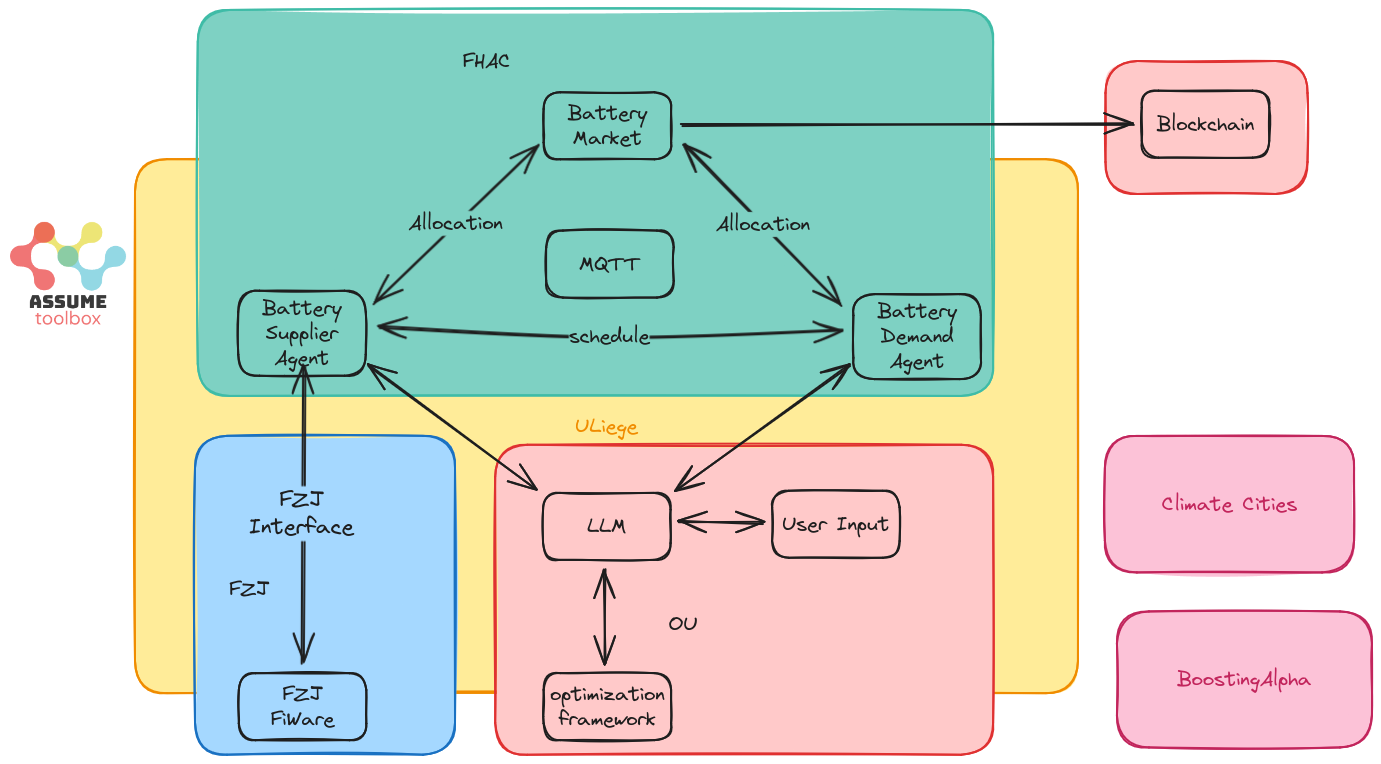 FHAC
Battery
Market
Blockchain
Allocation
Allocation
MQTT
ASSUME
toolbox
Battery
Supplier
Agent
schedule
Battery
Demand
Agent
ULiege
FZJ
Interface
FZJ
LLM
User Input
OU
FZJ
FiWare
optimization
framework
Climate Cities
BoostingAlpha